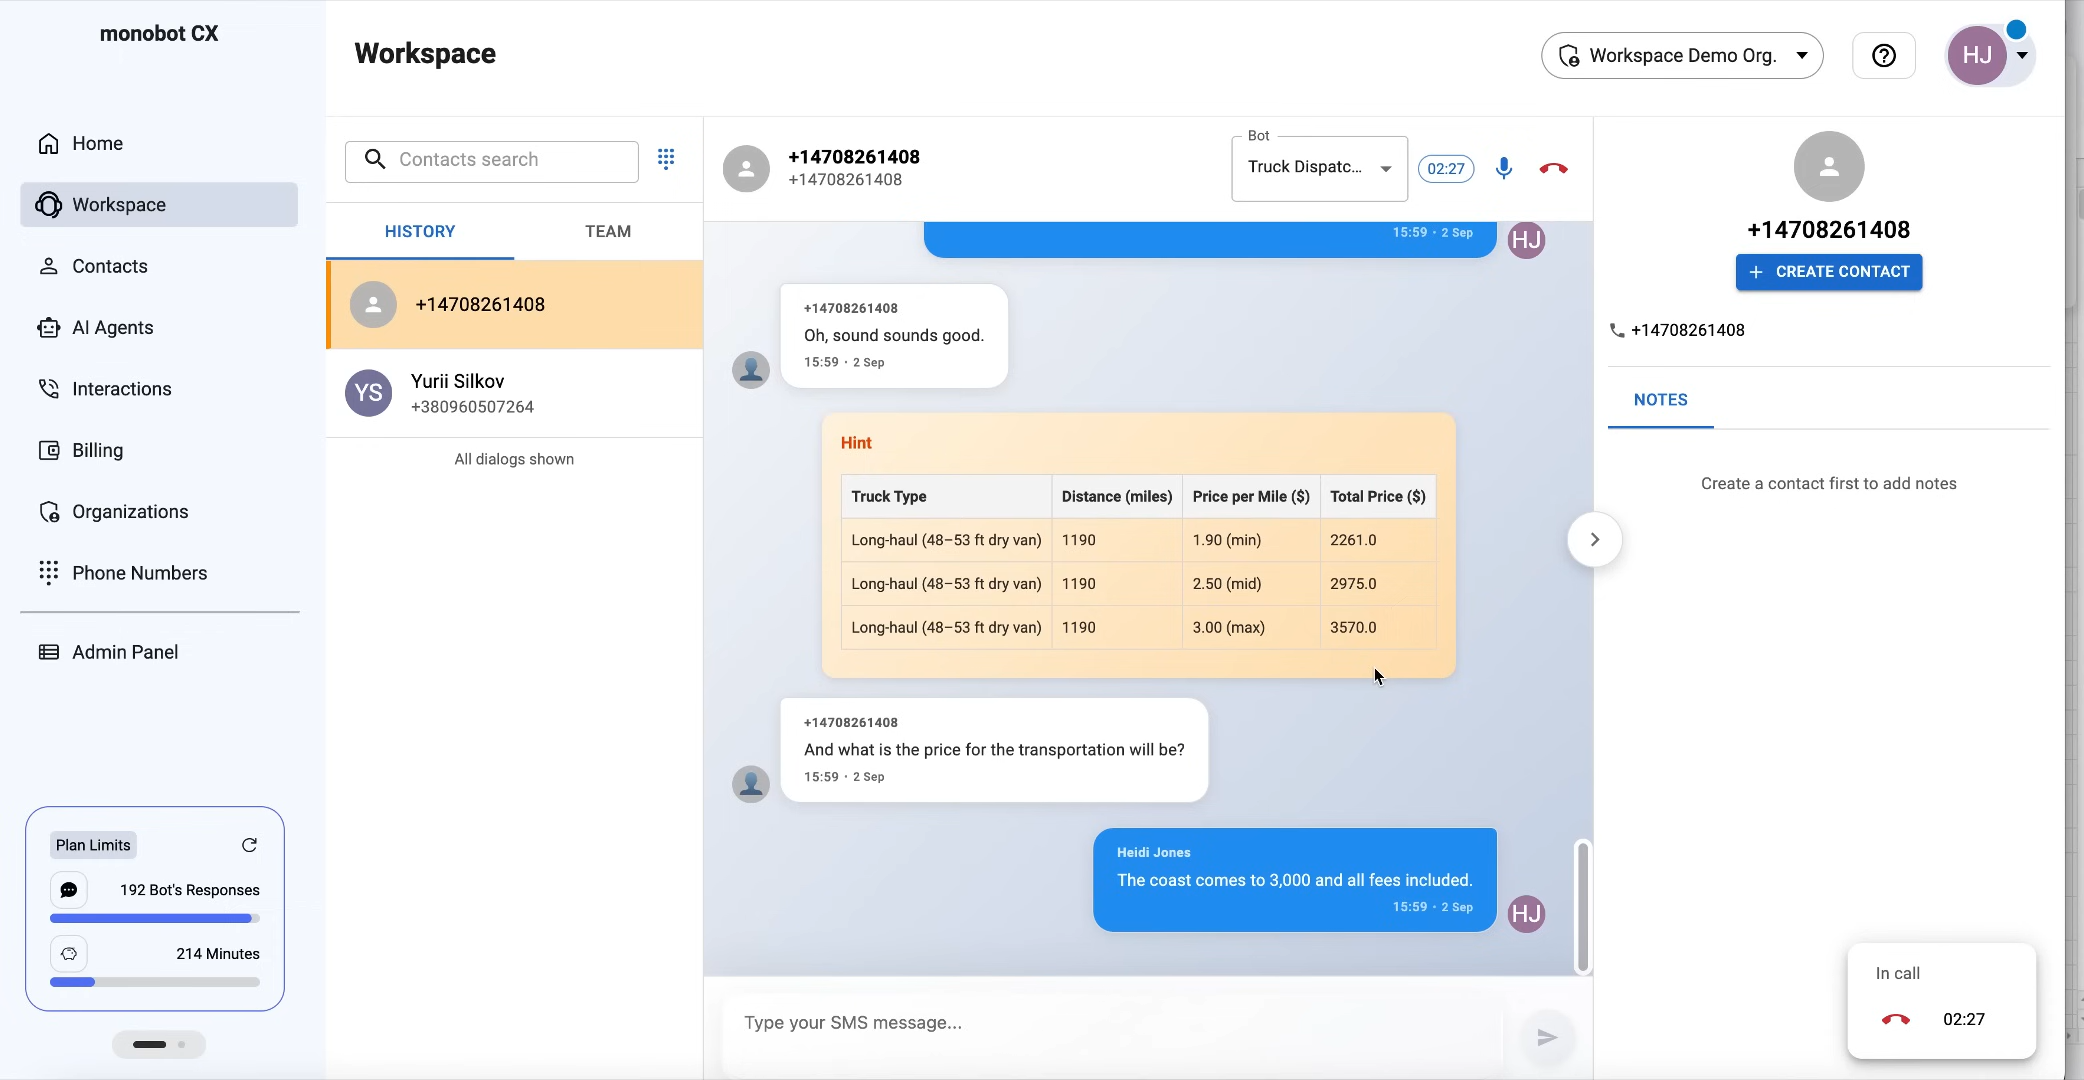 monobot CX
Workspace
Workspace Demo Org.
HJ
Home
Workspace
Contacts
AI Agents
Interactions
Billing
Organizations
Phone Numbers
Admin Panel
Plan Limits
192 Bot's Responses
214 Minutes
Contacts search
HISTORY
TEAM
+14708261408
YS
Yurii Silkov
+380960507264
All dialogs shown
+14708261408
+14708261408
Bot
Truck Dispatc...
02:27
15:59 · 2 Sep
HJ
+14708261408
Oh, sound sounds good.
15:59 · 2 Sep
Hint
Truck Type Distance (miles) Price per Mile ($) Total Price ($)
Long-haul (48–53 ft dry van) 1190 1.90 (min) 2261.0
Long-haul (48–53 ft dry van) 1190 2.50 (mid) 2975.0
Long-haul (48–53 ft dry van) 1190 3.00 (max) 3570.0
+14708261408
And what is the price for the transportation will be?
15:59 · 2 Sep
Heidi Jones
The coast comes to 3,000 and all fees included.
15:59 · 2 Sep
HJ
Type your SMS message...
+14708261408
+ CREATE CONTACT
+14708261408
NOTES
Create a contact first to add notes
In call
02:27